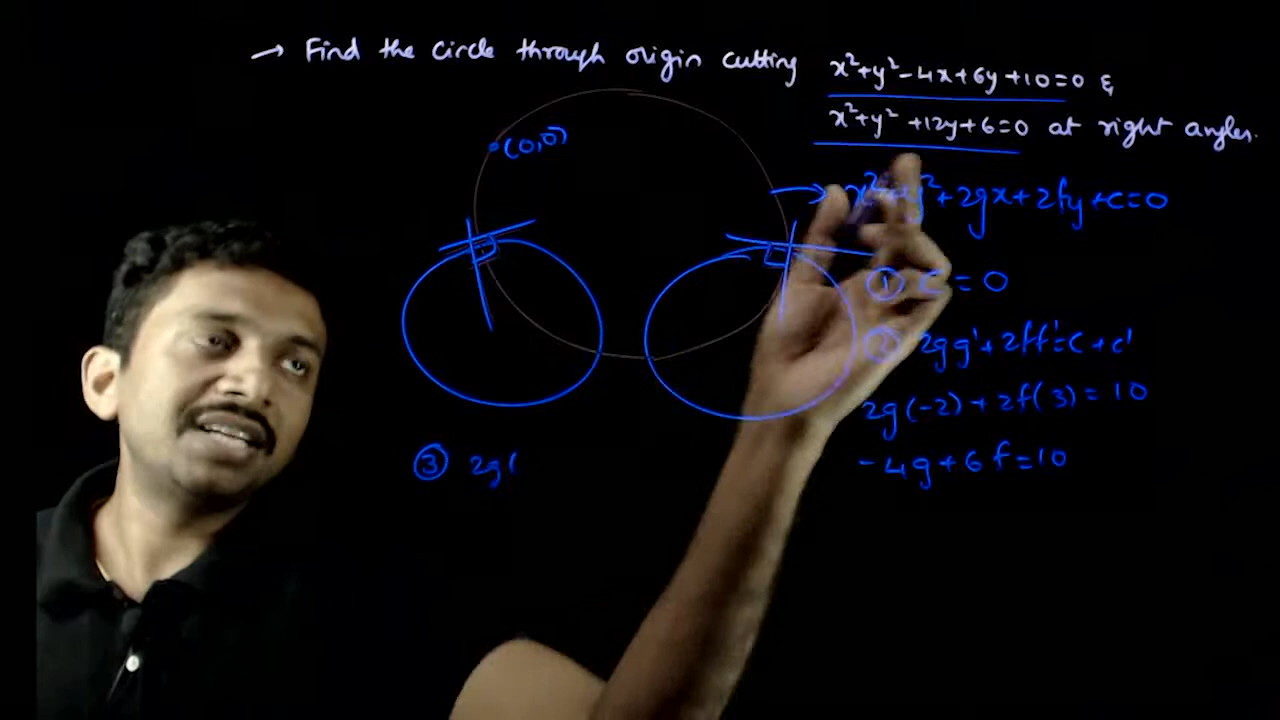 → Find the circle through origin cutting x²+y²-4x+6y+10=0 &
x²+y²+12y+6=0 at right angles.
(0,0)
→ x²+y²+2gx+2fy+c=0
① c=0
② 2gg'+2ff'=c+c'
2g(-2)+2f(3)=10
-4g+6f=10
③ 2g(